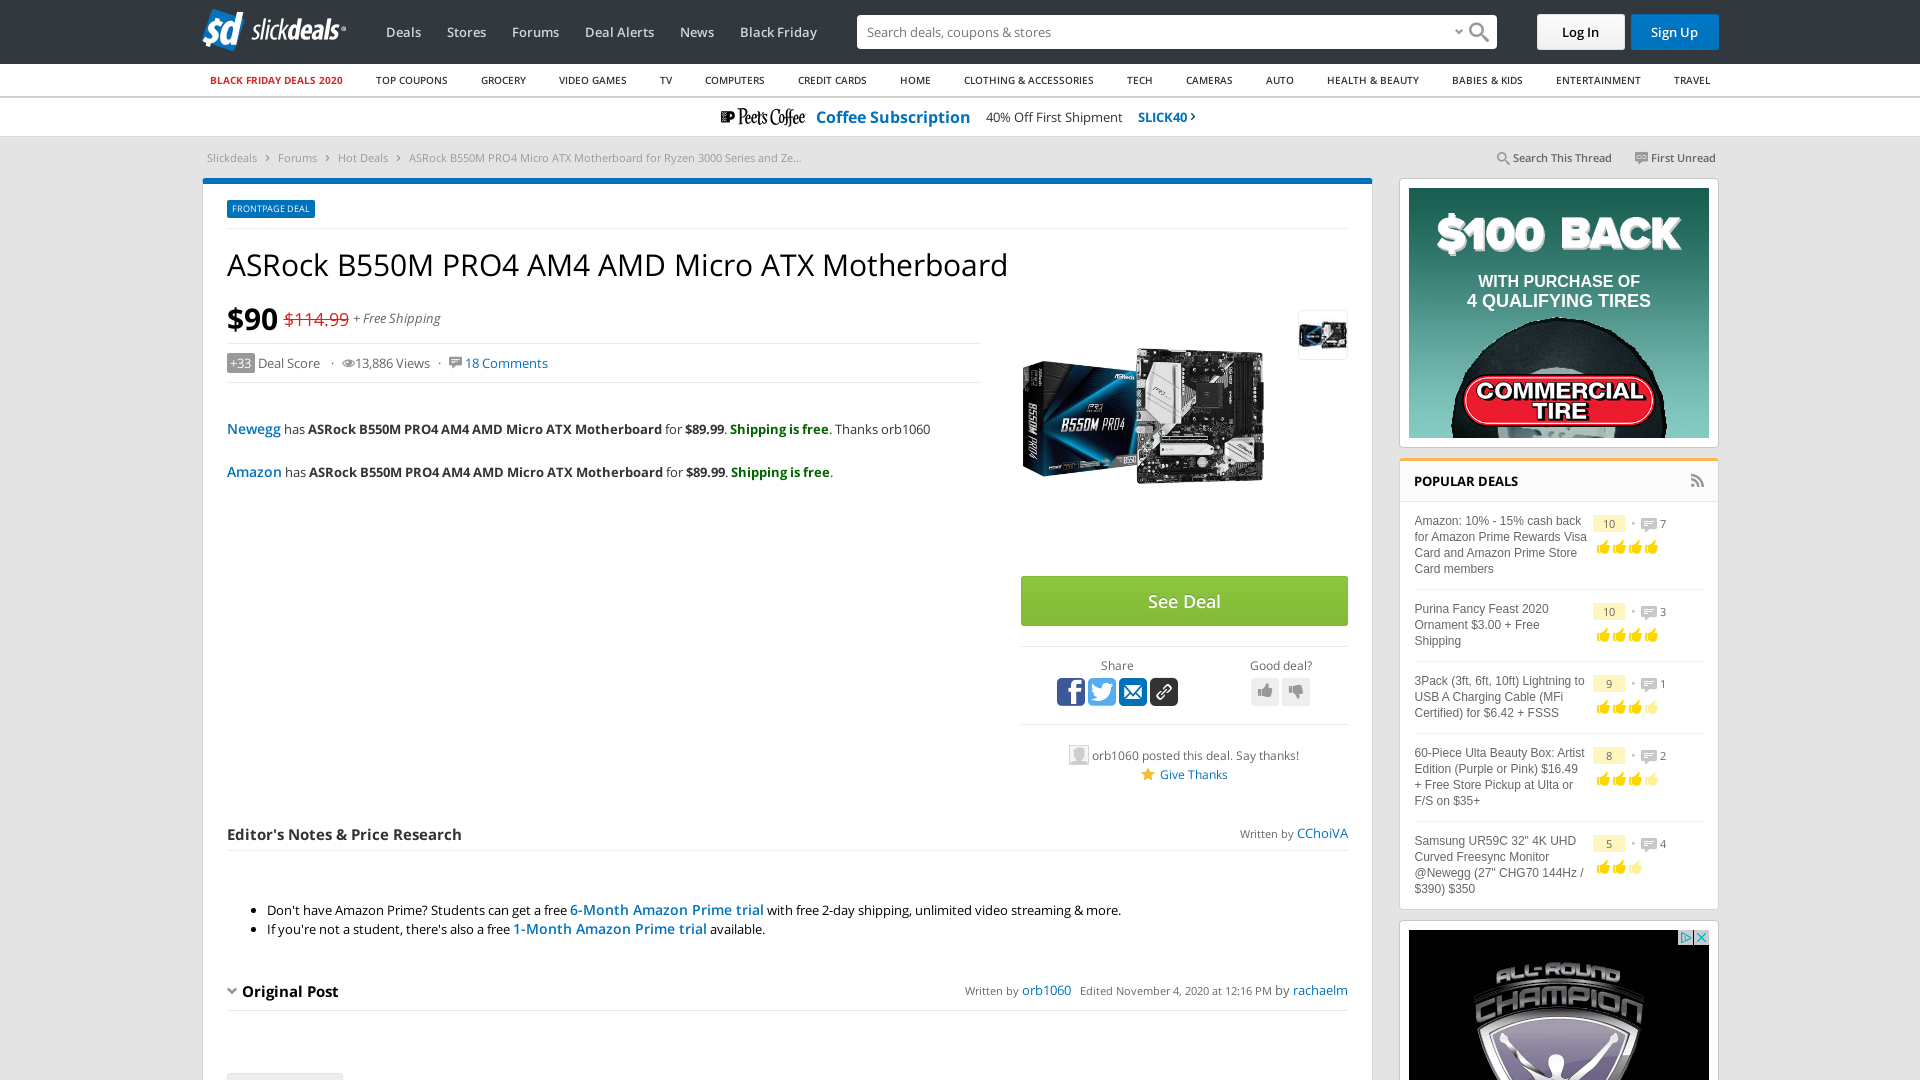 slickdeals
Deals
Stores
Forums
Deal Alerts
News
Black Friday
Search deals, coupons & stores
Log In
Sign Up
BLACK FRIDAY DEALS 2020
TOP COUPONS
GROCERY
VIDEO GAMES
TV
COMPUTERS
CREDIT CARDS
HOME
CLOTHING & ACCESSORIES
TECH
CAMERAS
AUTO
HEALTH & BEAUTY
BABIES & KIDS
ENTERTAINMENT
TRAVEL
Peet's Coffee Coffee Subscription 40% Off First Shipment SLICK40
Slickdeals > Forums > Hot Deals > ASRock B550M PRO4 Micro ATX Motherboard for Ryzen 3000 Series and Ze...
Search This Thread
First Unread
FRONTPAGE DEAL
ASRock B550M PRO4 AM4 AMD Micro ATX Motherboard
$90 $114.99 + Free Shipping
+33 Deal Score · 13,886 Views · 18 Comments
Newegg has ASRock B550M PRO4 AM4 AMD Micro ATX Motherboard for $89.99. Shipping is free. Thanks orb1060
Amazon has ASRock B550M PRO4 AM4 AMD Micro ATX Motherboard for $89.99. Shipping is free.
ASRock
B550M PRO4
B550M PRO4
See Deal
Share
Good deal?
orb1060 posted this deal. Say thanks!
Give Thanks
Editor's Notes & Price Research
Written by CChoiVA
• Don't have Amazon Prime? Students can get a free 6-Month Amazon Prime trial with free 2-day shipping, unlimited video streaming & more.
• If you're not a student, there's also a free 1-Month Amazon Prime trial available.
Original Post
Written by orb1060 Edited November 4, 2020 at 12:16 PM by rachaelm
$100 BACK
WITH PURCHASE OF
4 QUALIFYING TIRES
COMMERCIAL
TIRE
POPULAR DEALS
Amazon: 10% - 15% cash back
for Amazon Prime Rewards Visa
Card and Amazon Prime Store
Card members
10 • 7
Purina Fancy Feast 2020
Ornament $3.00 + Free
Shipping
10 • 3
3Pack (3ft, 6ft, 10ft) Lightning to
USB A Charging Cable (MFi
Certified) for $6.42 + FSSS
9 • 1
60-Piece Ulta Beauty Box: Artist
Edition (Purple or Pink) $16.49
+ Free Store Pickup at Ulta or
F/S on $35+
8 • 2
Samsung UR59C 32" 4K UHD
Curved Freesync Monitor
@Newegg (27" CHG70 144Hz /
$390) $350
5 • 4
ALL-ROUND
CHAMPION